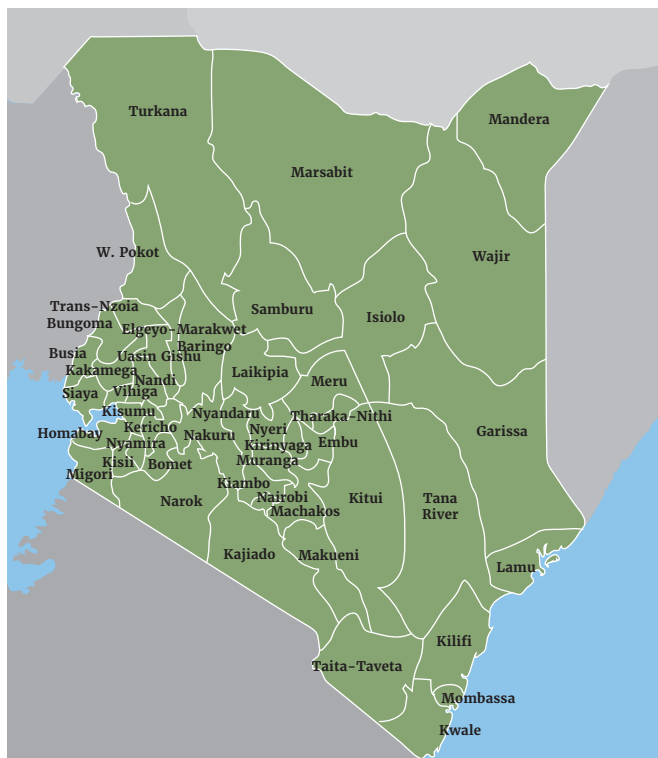 Turkana
Mandera
Marsabit
W. Pokot
Wajir
Trans-Nzoia
Samburu
Isiolo
Bungoma
Elgeyo-Marakwet
Baringo
Busia
Uasin Gishu
Kakamega
Laikipia
Nandi
Meru
Siaya
Vihiga
Kisumu
Nyandaru
Tharaka-Nithi
Kericho
Nyeri
Garissa
Homabay
Nakuru
Nyamira
Kirinyaga
Embu
Kisii
Bomet
Muranga
Migori
Kiambo
Narok
Nairobi
Kitui
Tana
River
Machakos
Kajiado
Makueni
Lamu
Kilifi
Taita-Taveta
Mombassa
Kwale